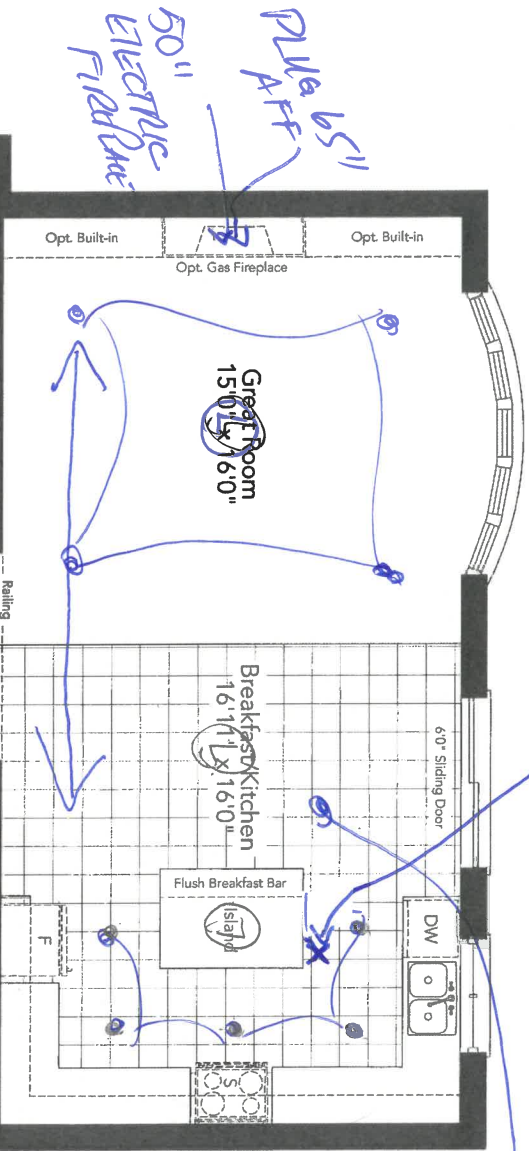 PLUG 65"
AFF
50"
ELECTRIC
FIREPLACE
Opt. Built-in
Opt. Built-in
Opt. Gas Fireplace
Great Room
15'0" x 16'0"
Railing
Breakfast/Kitchen
16'11" x 16'0"
6'0" Sliding Door
Flush Breakfast Bar
Island
DW
F
S